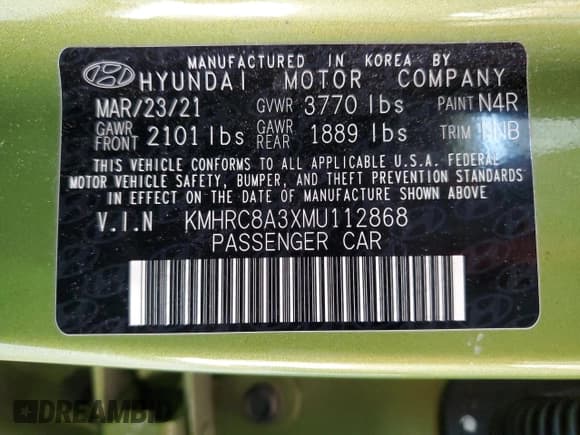 MANUFACTURED IN KOREA BY
HYUNDAI MOTOR COMPANY
MAR/23/21 GVWR 3770 lbs PAINT N4R
GAWR FRONT 2101 lbs GAWR REAR 1889 lbs TRIM NNB
THIS VEHICLE CONFORMS TO ALL APPLICABLE U.S.A. FEDERAL
MOTOR VEHICLE SAFETY, BUMPER, AND THEFT PREVENTION STANDARDS
IN EFFECT ON THE DATE OF MANUFACTURE SHOWN ABOVE.
V.I.N KMHRC8A3XMU112868
PASSENGER CAR
DREAMBID